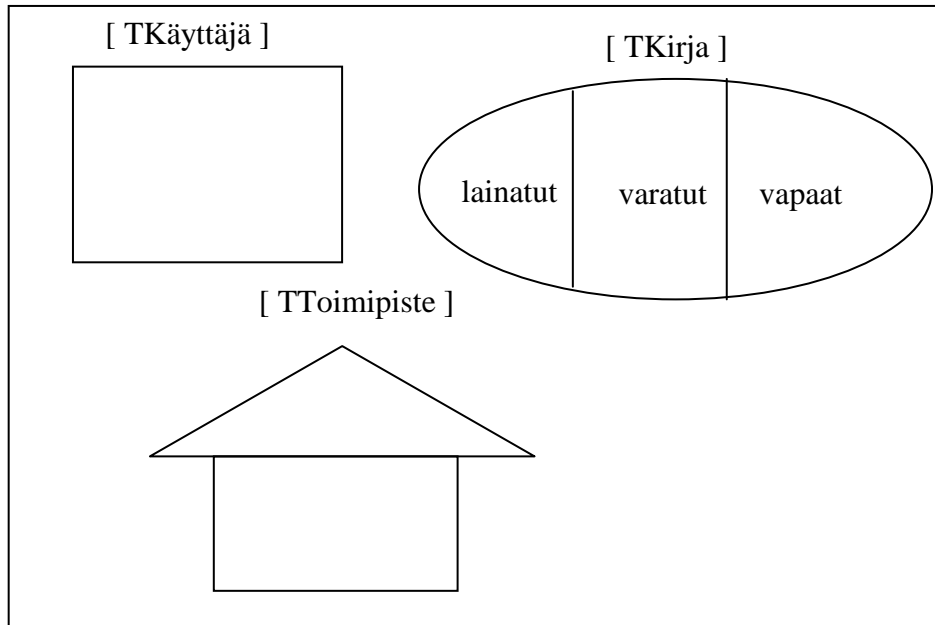 [ TKäyttäjä ]
[ TKirja ]
lainatut varatut vapaat
[ TToimipiste ]